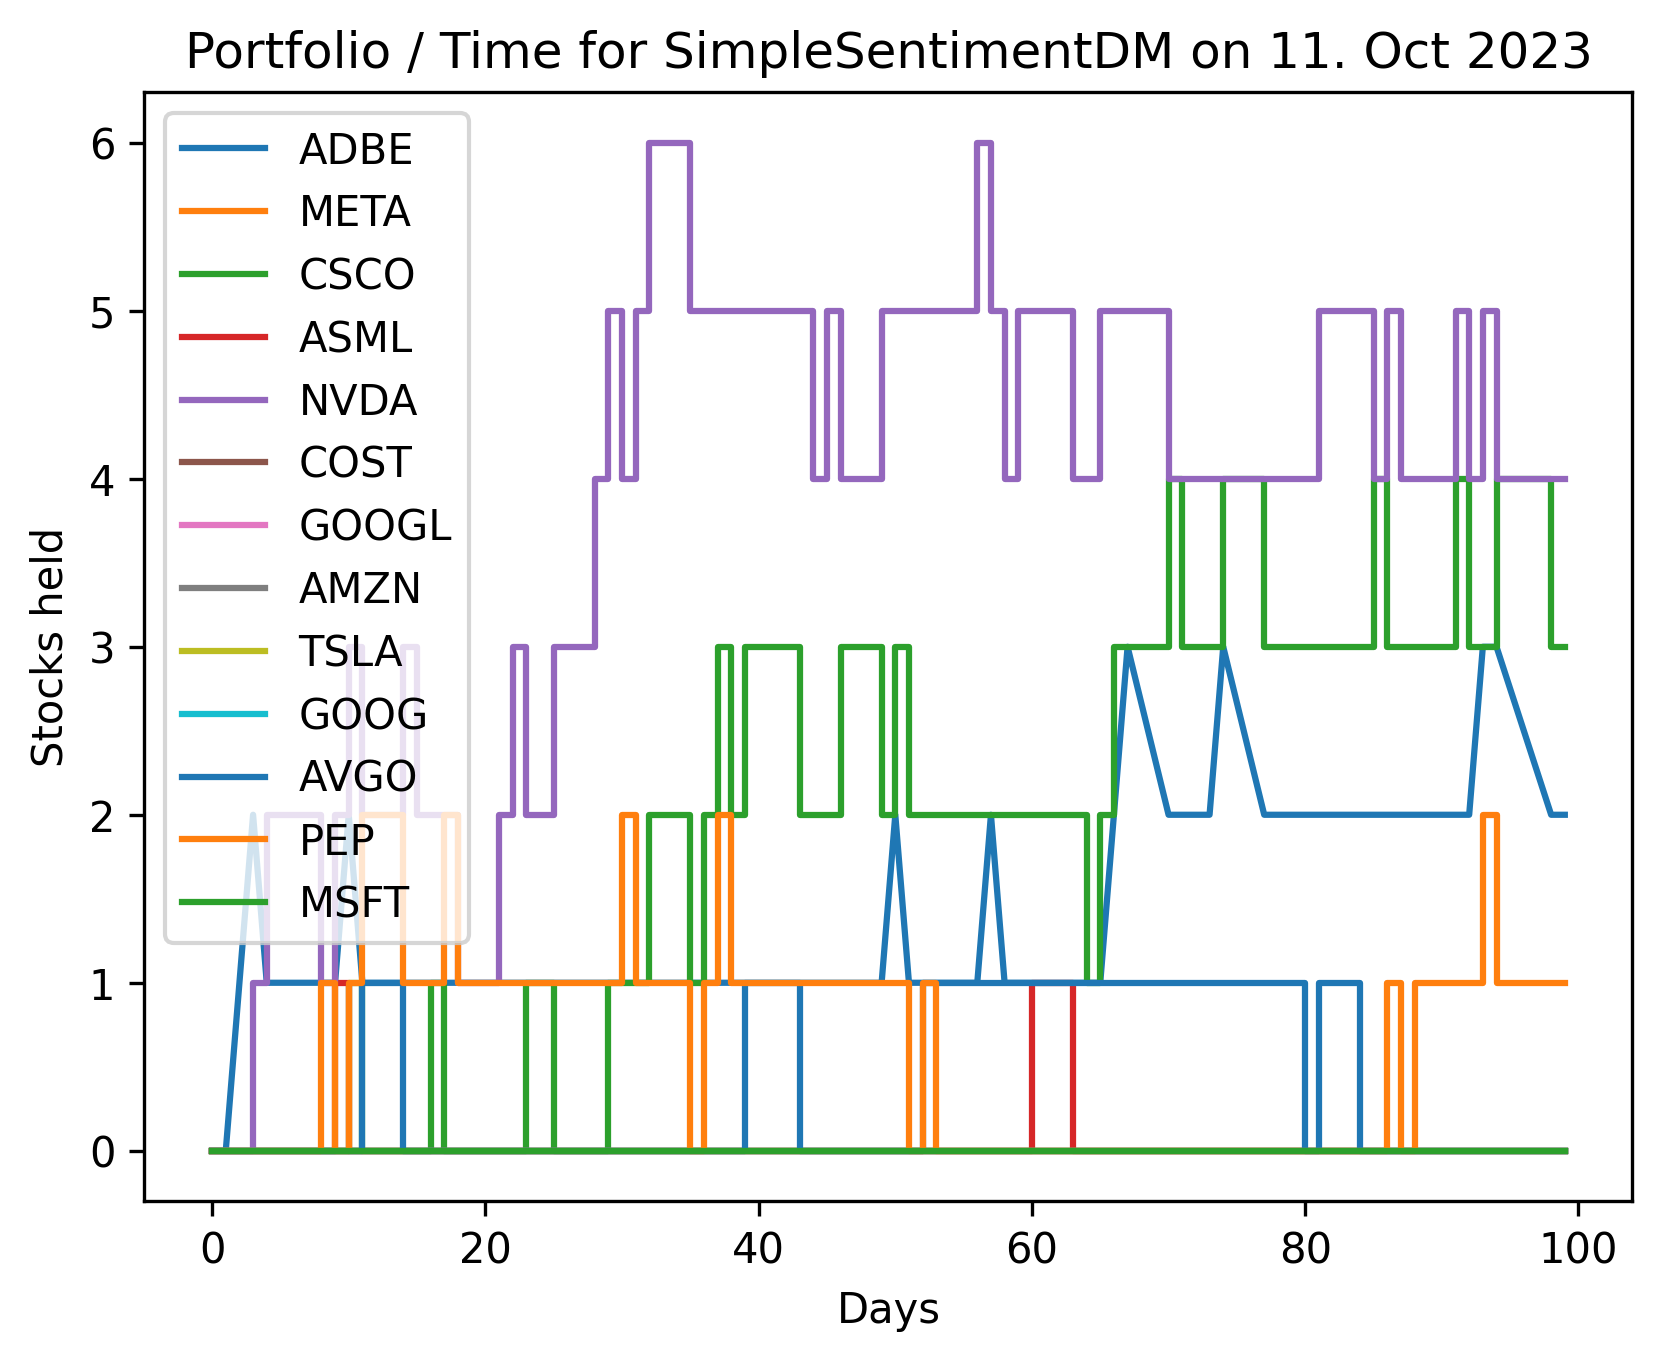 Portfolio / Time for SimpleSentimentDM on 11. Oct 2023
6
5
4
3
2
1
0
Stocks held
ADBE
META
CSCO
ASML
NVDA
COST
GOOGL
AMZN
TSLA
GOOG
AVGO
PEP
MSFT
0 20 40 60 80 100
Days